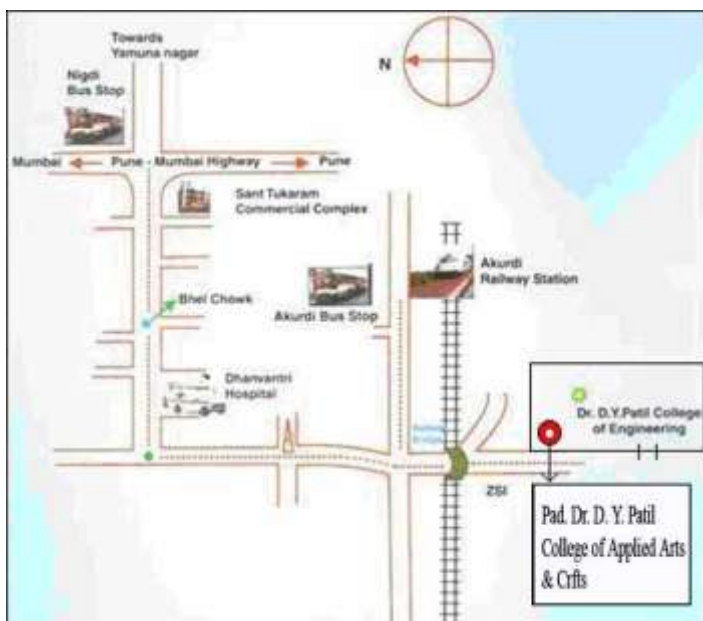 Towards
Yamuna nagar
N
Nigdi
Bus Stop
Mumbai
Pune - Mumbai Highway
Pune
Sant Tukaram
Commercial Complex
Akurdi
Railway Station
Bhel Chowk
Akurdi Bus Stop
Dhanvantri
Hospital
Dr. D.Y.Patil College
of Engineering
ZSI
Pad. Dr. D. Y. Patil
College of Applied Arts
& Crfts